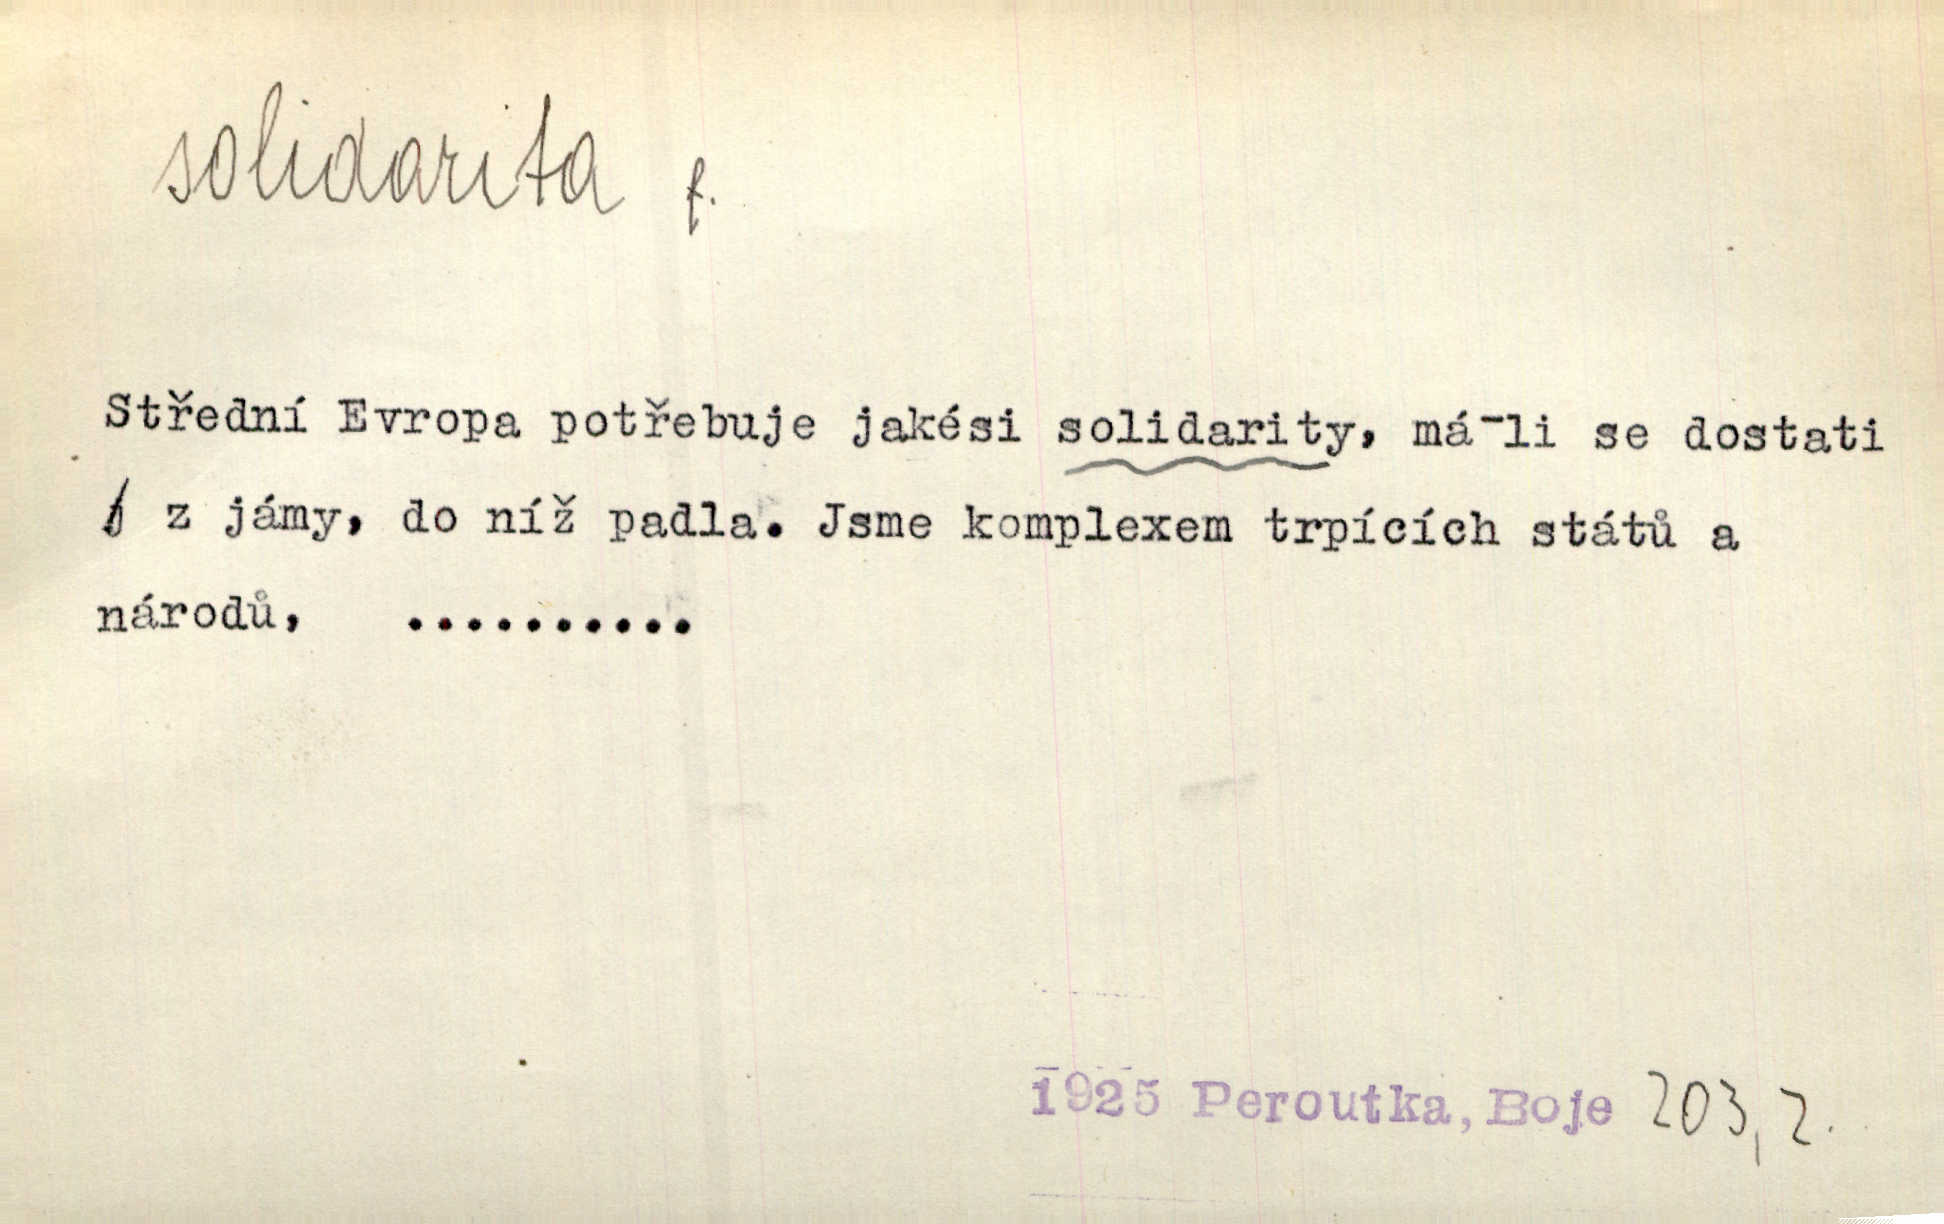 solidarita f.
Střední Evropa potřebuje jakési solidarity, má-li se dostati
z jámy, do níž padla. Jsme komplexem trpících států a
národů, ..........
1925 Peroutka, Boje 203, 2.